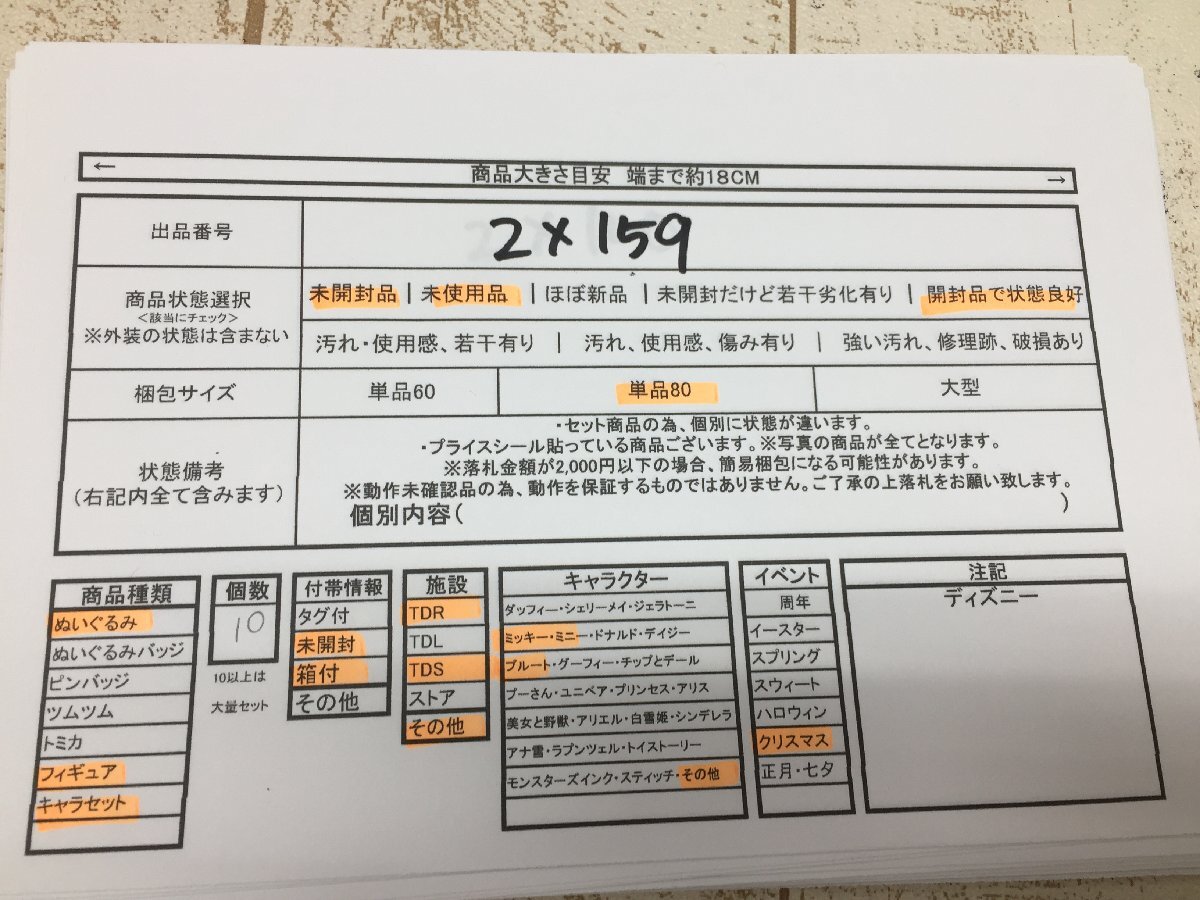 ← 商品大きさ目安 端まで約18CM →
出品番号 2×159
商品状態選択
<該当にチェック>
※外装の状態は含まない
未開封品 | 未使用品 | ほぼ新品 | 未開封だけど若干劣化有り | 開封品で状態良好
汚れ・使用感、若干有り | 汚れ、使用感、傷み有り | 強い汚れ、修理跡、破損あり
梱包サイズ 単品60 単品80 大型
状態備考
(右記内全て含みます)
・セット商品の為、個別に状態が違います。
・プライスシール貼っている商品ございます。※写真の商品が全てとなります。
※落札金額が2,000円以下の場合、簡易梱包になる可能性があります。
※動作未確認品の為、動作を保証するものではありません。ご了承の上落札をお願い致します。
個別内容( )
商品種類
ぬいぐるみ
ぬいぐるみバッジ
ピンバッジ
ツムツム
トミカ
フィギュア
キャラセット
個数
10
10以上は
大量セット
付帯情報
タグ付
未開封
箱付
その他
施設
TDR
TDL
TDS
ストア
その他
キャラクター
ダッフィー・シェリーメイ・ジェラトーニ
ミッキー・ミニー・ドナルド・デイジー
プルート・グーフィー・チップとデール
プーさん・ユニベア・プリンセス・アリス
美女と野獣・アリエル・白雪姫・シンデレラ
アナ雪・ラプンツェル・トイストーリー
モンスターズインク・スティッチ・その他
イベント
周年
イースター
スプリング
スウィート
ハロウィン
クリスマス
正月・七夕
注記
ディズニー